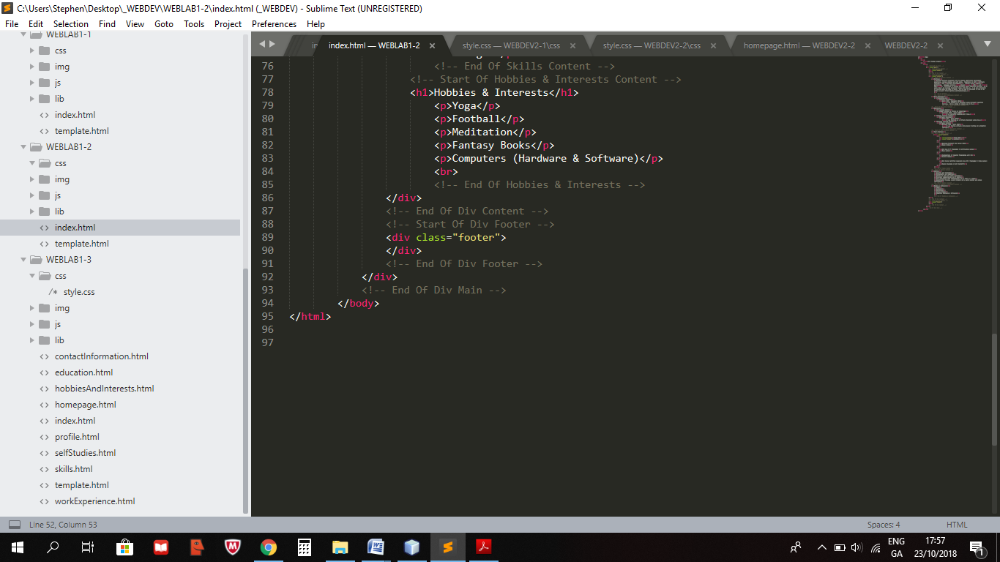 C:\Users\Stephen\Desktop\_WEBDEV\WEBLAB1-2\index.html (_WEBDEV) - Sublime Text (UNREGISTERED)
File Edit Selection Find View Goto Tools Project Preferences Help
WEBLAB1-1
css
img
js
lib
index.html
template.html
WEBLAB1-2
css
img
js
lib
index.html
template.html
WEBLAB1-3
css
/* style.css
img
js
lib
contactInformation.html
education.html
hobbiesAndInterests.html
homepage.html
index.html
profile.html
selfStudies.html
skills.html
template.html
workExperience.html
index.html — WEBLAB1-2 style.css — WEBDEV2-1\css style.css — WEBDEV2-2\css homepage.html — WEBDEV2-2 WEBDEV2-2
76 <!-- End Of Skills Content -->
77 <!-- Start Of Hobbies & Interests Content -->
78 <h1>Hobbies & Interests</h1>
79 <p>Yoga</p>
80 <p>Football</p>
81 <p>Meditation</p>
82 <p>Fantasy Books</p>
83 <p>Computers (Hardware & Software)</p>
84 <br>
85 <!-- End Of Hobbies & Interests -->
86 </div>
87 <!-- End Of Div Content -->
88 <!-- Start Of Div Footer -->
89 <div class="footer">
90 </div>
91 <!-- End Of Div Footer -->
92 </div>
93 <!-- End Of Div Main -->
94 </body>
95 </html>
96
97
Line 52, Column 53 Spaces: 4 HTML
ENG 17:57
GA 23/10/2018 1